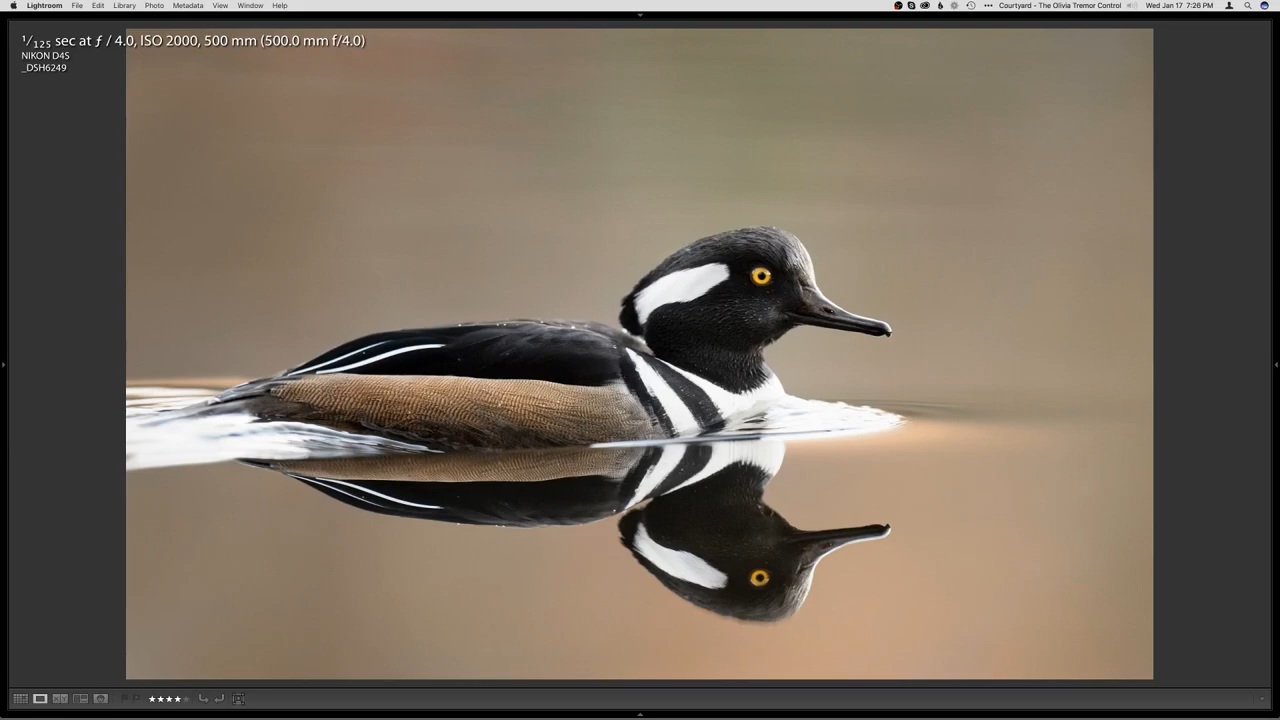 Lightroom File Edit Library Photo Metadata View Window Help Courtyard - The Olivia Tremor Control Wed Jan 17 7:26 PM
1/125 sec at ƒ / 4.0, ISO 2000, 500 mm (500.0 mm f/4.0)
NIKON D4S
_DSH6249